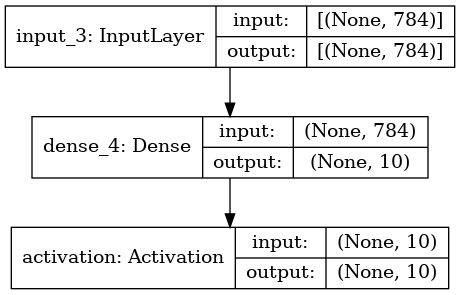 input_3: InputLayer
input: [(None, 784)]
output: [(None, 784)]
dense_4: Dense
input: (None, 784)
output: (None, 10)
activation: Activation
input: (None, 10)
output: (None, 10)